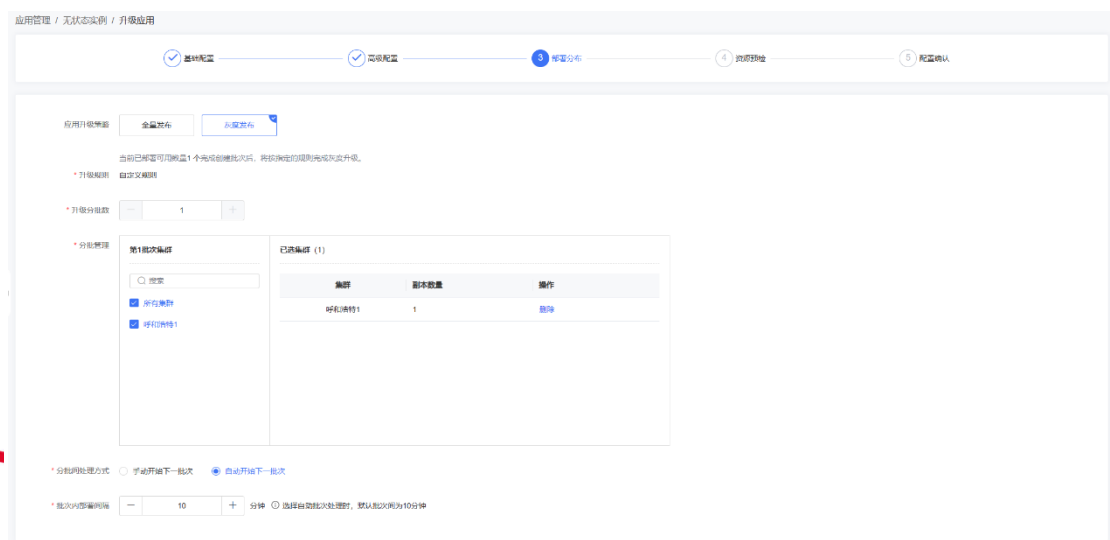 应用管理 / 无状态实例 / 升级应用
基础配置 高级配置 3 部署分布 4 资源预检 5 配置确认
应用升级策略 全量发布 灰度发布
当前已部署可用数量1 个完成创建批次后，将按指定的规则完成灰度升级。
* 升级规则 自定义规则
* 升级分批数 − 1 +
* 分批管理 第1批次集群 已选集群（1）
搜索
集群 副本数量 操作
所有集群
呼和浩特1 1 删除
呼和浩特1
* 分批间处理方式 手动开始下一批次 自动开始下一批次
* 批次内部署间隔 − 10 + 分钟 选择自动批次处理时，默认批次间为10分钟